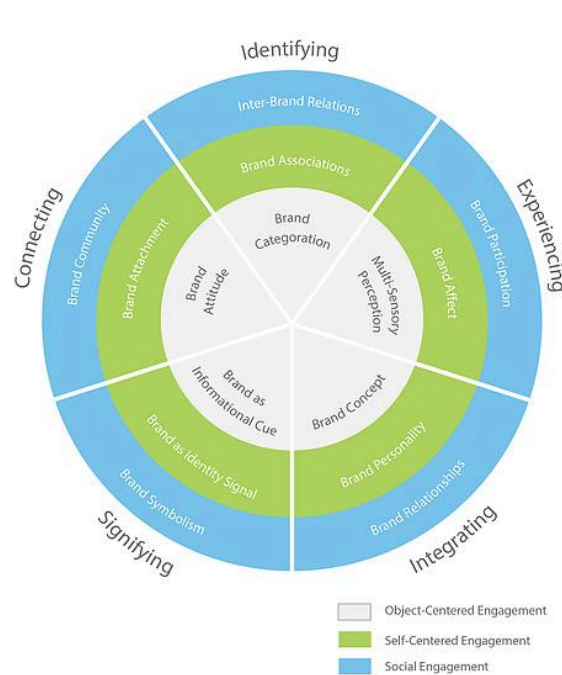 Identifying
Inter-Brand Relations
Brand Associations
Brand
Categoration
Experiencing
Brand Participation
Brand Affect
Multi-Sensory
Perception
Integrating
Brand Relationships
Brand Personality
Brand Concept
Signifying
Brand Symbolism
Brand as Identity Signal
Brand as
Informational Cue
Connecting
Brand Community
Brand Attachment
Brand
Attitude
Object-Centered Engagement
Self-Centered Engagement
Social Engagement